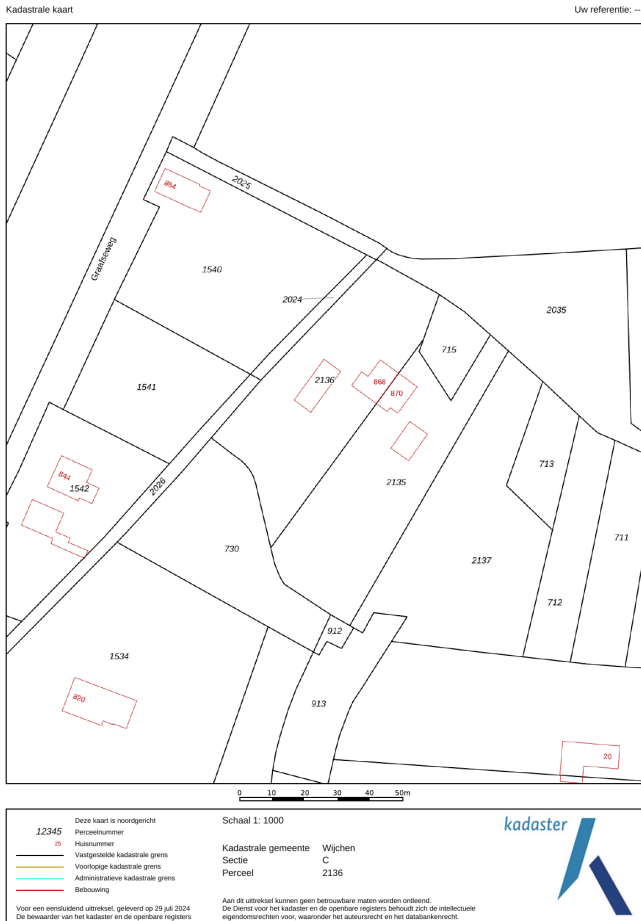 Kadastrale kaart
Uw referentie: --
864
2025
Graafseweg
1540
2024
2035
715
2136
868
870
1541
713
844
1542
2026
2135
711
730
2137
712
912
1534
820
913
20
0 10 20 30 40 50m
Deze kaart is noordgericht
12345 Perceelnummer
25 Huisnummer
Vastgestelde kadastrale grens
Voorlopige kadastrale grens
Administratieve kadastrale grens
Bebouwing
Voor een eensluidend uittreksel, geleverd op 29 juli 2024
De bewaarder van het kadaster en de openbare registers
Schaal 1: 1000
Kadastrale gemeente Wijchen
Sectie C
Perceel 2136
Aan dit uittreksel kunnen geen betrouwbare maten worden ontleend.
De Dienst voor het kadaster en de openbare registers behoudt zich de intellectuele
eigendomsrechten voor, waaronder het auteursrecht en het databankenrecht.
kadaster